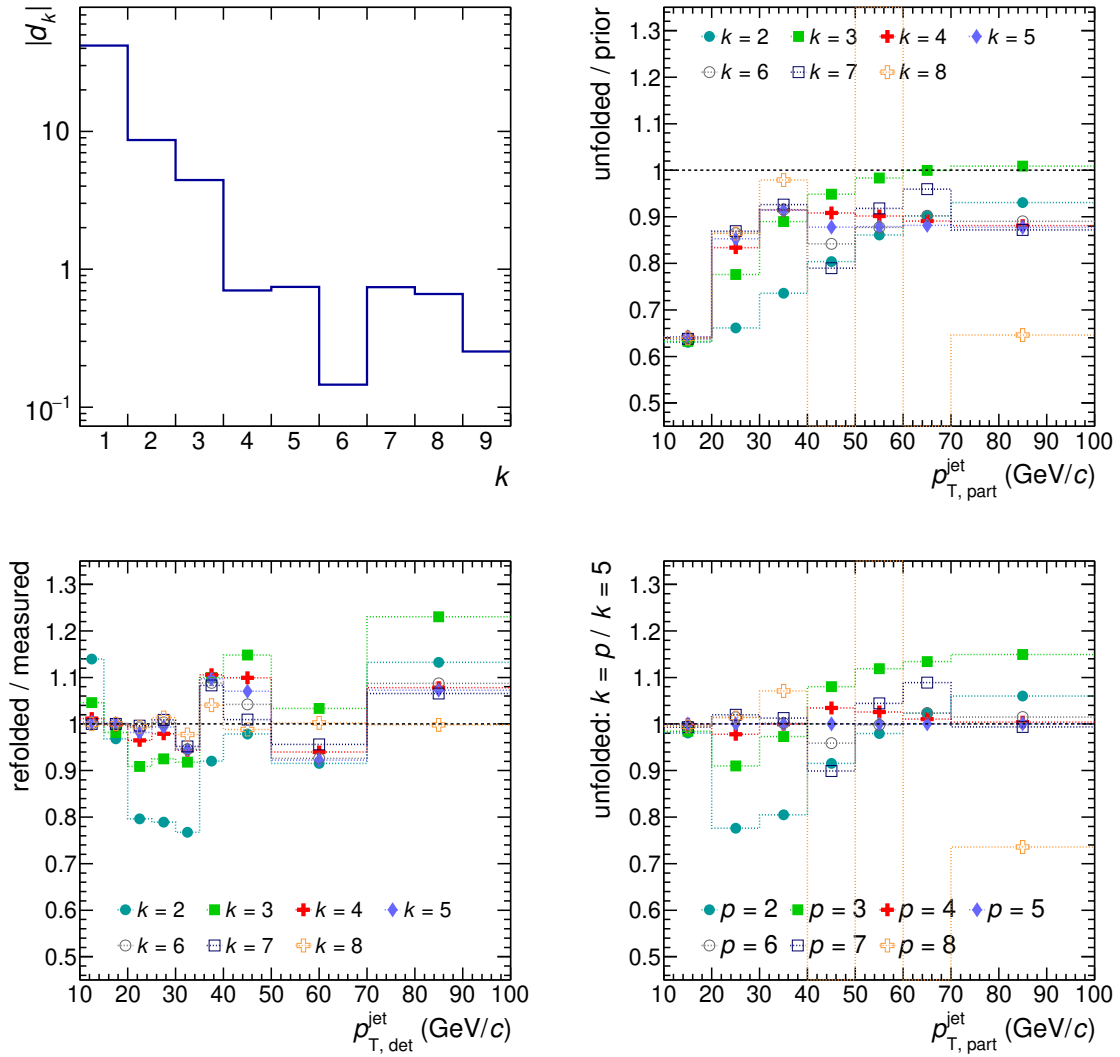 |d_k|
10
1
10⁻¹
1 2 3 4 5 6 7 8 9
k
unfolded / prior
k = 2 k = 3 k = 4 k = 5
k = 6 k = 7 k = 8
1.3
1.2
1.1
1
0.9
0.8
0.7
0.6
0.5
10 20 30 40 50 60 70 80 90 100
p_T, part^jet (GeV/c)
refolded / measured
1.3
1.2
1.1
1
0.9
0.8
0.7
0.6
0.5
k = 2 k = 3 k = 4 k = 5
k = 6 k = 7 k = 8
10 20 30 40 50 60 70 80 90 100
p_T, det^jet (GeV/c)
unfolded: k = p / k = 5
1.3
1.2
1.1
1
0.9
0.8
0.7
0.6
0.5
p = 2 p = 3 p = 4 p = 5
p = 6 p = 7 p = 8
10 20 30 40 50 60 70 80 90 100
p_T, part^jet (GeV/c)